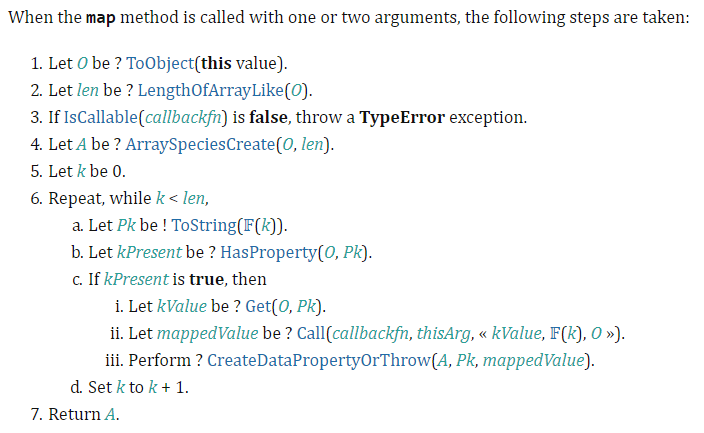 When the map method is called with one or two arguments, the following steps are taken:
1. Let O be ? ToObject(this value).
2. Let len be ? LengthOfArrayLike(O).
3. If IsCallable(callbackfn) is false, throw a TypeError exception.
4. Let A be ? ArraySpeciesCreate(O, len).
5. Let k be 0.
6. Repeat, while k < len,
a. Let Pk be ! ToString(𝔽(k)).
b. Let kPresent be ? HasProperty(O, Pk).
c. If kPresent is true, then
i. Let kValue be ? Get(O, Pk).
ii. Let mappedValue be ? Call(callbackfn, thisArg, « kValue, 𝔽(k), O »).
iii. Perform ? CreateDataPropertyOrThrow(A, Pk, mappedValue).
d. Set k to k + 1.
7. Return A.